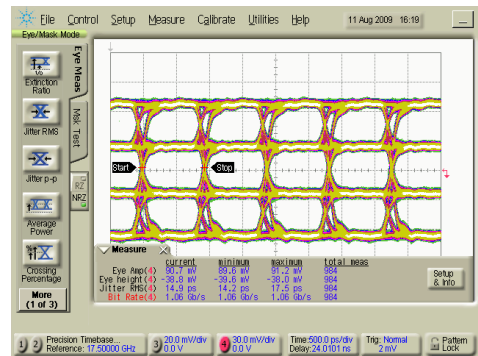 File Control Setup Measure Calibrate Utilities Help 11 Aug 2009 16:19
Eye/Mask Mode
Extinction
Ratio
Jitter RMS
Jitter p-p
Average
Power
Crossing
Percentage
More
(1 of 3)
Eye Meas
Msk Test
RZ
NRZ
Start
Stop
Measure
current minimum maximum total meas
Eye Amp(4) 90.7 mV 89.6 mV 91.2 mV 984
Eye height(4) -38.8 mV -39.6 mV -38.0 mV 984
Jitter RMS(4) 14.9 ps 14.2 ps 17.5 ps 984
Bit Rate(4) 1.06 Gb/s 1.06 Gb/s 1.06 Gb/s 984
Setup
& Info
1 2 Precision Timebase...
Reference: 17.50000 GHz
3 20.0 mV/div
0.0 V
4 30.0 mV/div
0.0 V
Time:500.0 ps/div
Delay:24.0101 ns
Trig: Normal
2 mV
Pattern
Lock